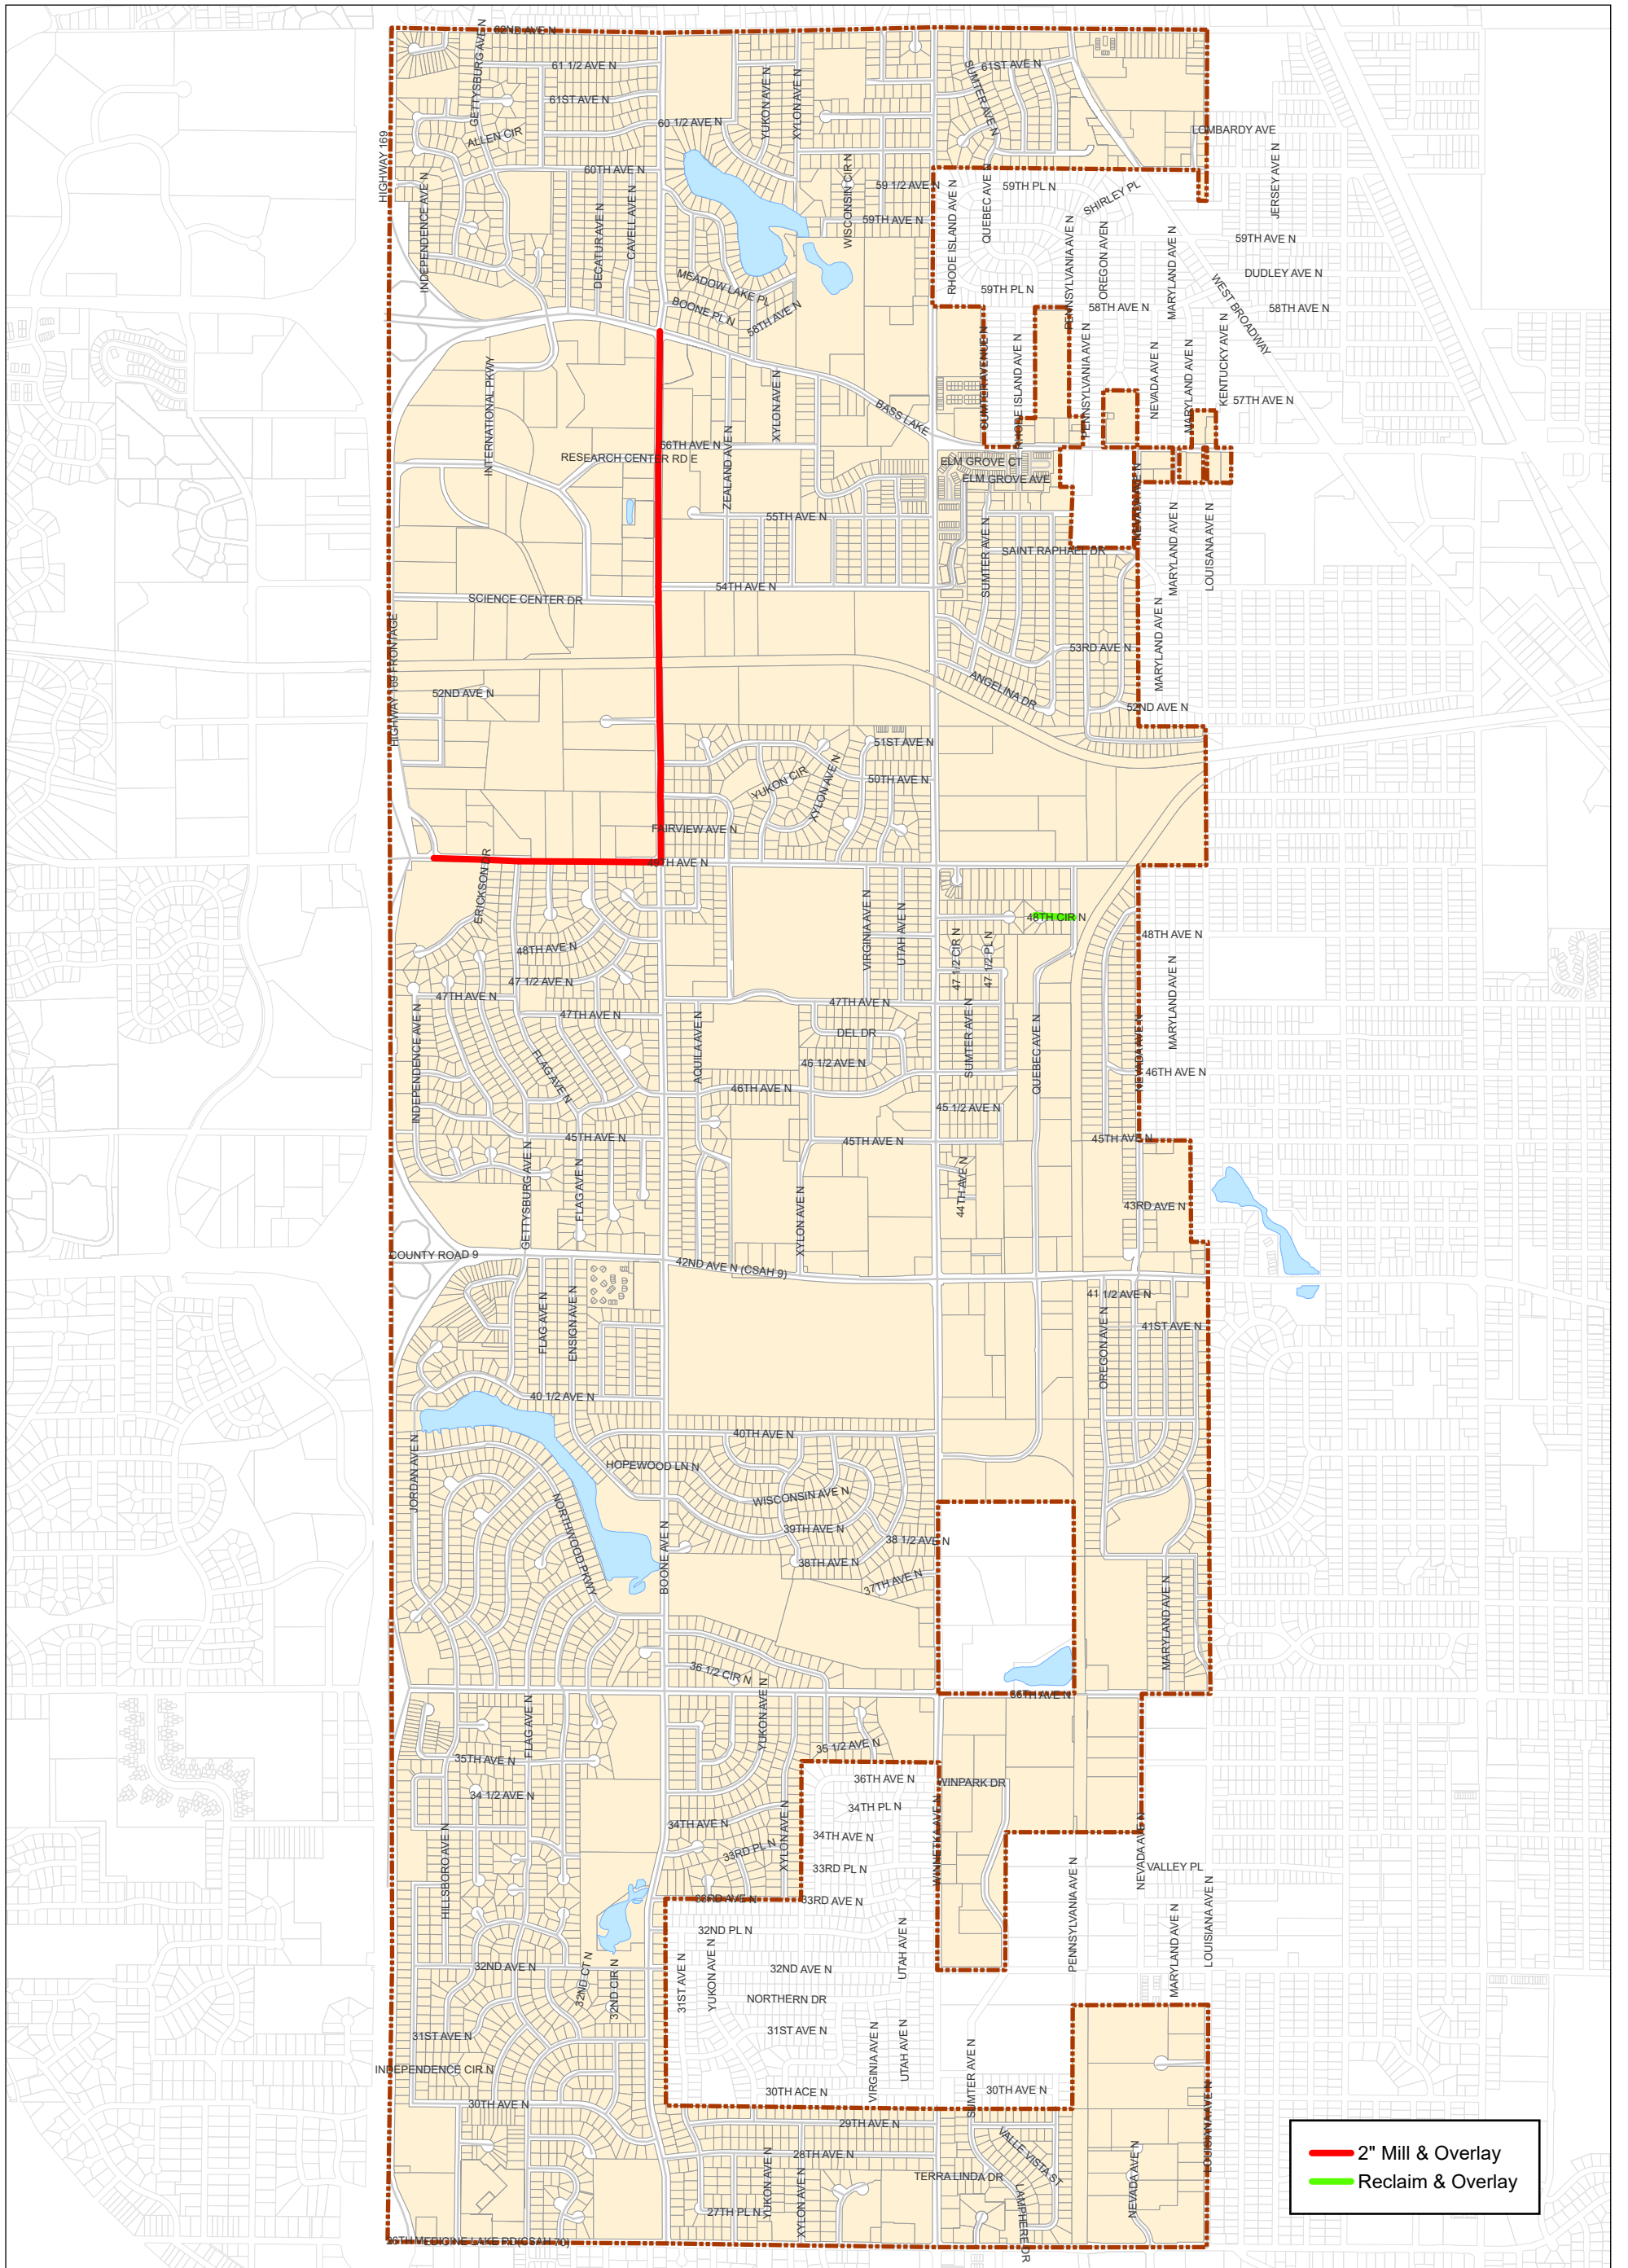 62ND AVE N
GETTYSBURG AVE N
61 1/2 AVE N
61ST AVE N
ALLEN CIR
60 1/2 AVE N
YUKON AVE N
XYLON AVE N
SUMTER AVE N
61ST AVE N
LOMBARDY AVE
HIGHWAY 169
60TH AVE N
INDEPENDENCE AVE N
DECATUR AVE N
CAVELL AVE N
WISCONSIN CIR N
59 1/2 AVE N
59TH AVE N
RHODE ISLAND AVE N
QUEBEC AVE N
59TH PL N
SHIRLEY PL
JERSEY AVE N
PENNSYLVANIA AVE N
OREGON AVEN
MARYLAND AVE N
59TH AVE N
DUDLEY AVE N
WEST BROADWAY
MEADOW LAKE PL
BOONE PL N
58TH AVE N
59TH PL N
58TH AVE N
58TH AVE N
INTERNATIONAL PKWY
XYLON AVE N
BASS LAKE
SUMTER AVENUE N
RHODE ISLAND AVE N
PENNSYLVANIA AVE N
NEVADA AVE N
MARYLAND AVE N
KENTUCKY AVE N
57TH AVE N
56TH AVE N
RESEARCH CENTER RD E
ZEALAND AVE N
ELM GROVE CT
ELM GROVE AVE
55TH AVE N
SUMTER AVE N
SAINT RAPHAEL DR
NEVADA AVE N
MARYLAND AVE N
LOUISIANA AVE N
54TH AVE N
SCIENCE CENTER DR
HIGHWAY 169 FRONTAGE
53RD AVE N
MARYLAND AVE N
52ND AVE N
ANGELINA DR
52ND AVE N
51ST AVE N
50TH AVE N
YUKON CIR
XYLON AVE N
FAIRVIEW AVE N
49TH AVE N
ERICKSON DR
48TH CIR N
48TH AVE N
48TH AVE N
VIRGINIA AVE N
UTAH AVE N
47 1/2 CIR N
47 1/2 PL N
MARYLAND AVE N
47 1/2 AVE N
47TH AVE N
47TH AVE N
47TH AVE N
INDEPENDENCE AVE N
AQUILA AVE N
DEL DR
SUMTER AVE N
QUEBEC AVE N
NEVADA AVE N
FLAG AVE N
46 1/2 AVE N
46TH AVE N
46TH AVE N
45 1/2 AVE N
45TH AVE N
45TH AVE N
45TH AVE N
GETTYSBURG AVE N
FLAG AVE N
44TH AVE N
XYLON AVE N
43RD AVE N
COUNTY ROAD 9
42ND AVE N (CSAH 9)
41 1/2 AVE N
FLAG AVE N
ENSIGN AVE N
41ST AVE N
OREGON AVE N
40 1/2 AVE N
40TH AVE N
JORDAN AVE N
HOPEWOOD LN N
WISCONSIN AVE N
NORTHWOOD PKWY
BOONE AVE N
39TH AVE N
38 1/2 AVE N
38TH AVE N
37TH AVE N
MARYLAND AVE N
36 1/2 CIR N
YUKON AVE N
36TH AVE N
FLAG AVE N
35 1/2 AVE N
35TH AVE N
36TH AVE N
WINPARK DR
34 1/2 AVE N
34TH PL N
34TH AVE N
34TH AVE N
33RD PL N
XYLON AVE N
33RD PL N
WINNETKA AVE N
HILLSBORO AVE N
33RD AVE N
33RD AVE N
PENNSYLVANIA AVE N
NEVADA AVE N
VALLEY PL
LOUISIANA AVE N
MARYLAND AVE N
32ND PL N
UTAH AVE N
32ND AVE N
32ND CT N
32ND CIR N
31ST AVE N
YUKON AVE N
32ND AVE N
NORTHERN DR
31ST AVE N
31ST AVE N
VIRGINIA AVE N
UTAH AVE N
SUMTER AVE N
INDEPENDENCE CIR N
30TH AVE N
30TH ACE N
30TH AVE N
29TH AVE N
28TH AVE N
VALLE VISTA ST
TERRA LINDA DR
LAMPHERE DR
NEVADA AVE N
LOUISIANA AVE N
YUKON AVE N
XYLON AVE N
27TH PL N
26TH MEDICINE LAKE RD(CSAH 70)
2" Mill & Overlay
Reclaim & Overlay